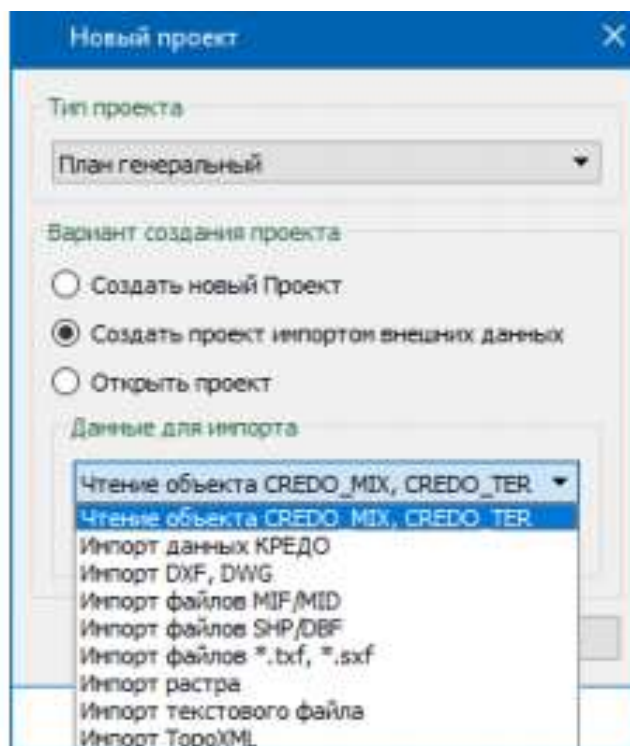 Новый проект
Тип проекта
План генеральный
Вариант создания проекта
Создать новый Проект
Создать проект импортом внешних данных
Открыть проект
Данные для импорта
Чтение объекта CREDO_MIX, CREDO_TER
Чтение объекта CREDO_MIX, CREDO_TER
Импорт данных КРЕДО
Импорт DXF, DWG
Импорт файлов MIF/MID
Импорт файлов SHP/DBF
Импорт файлов *.txf, *.sxf
Импорт растра
Импорт текстового файла
Импорт TopoXML